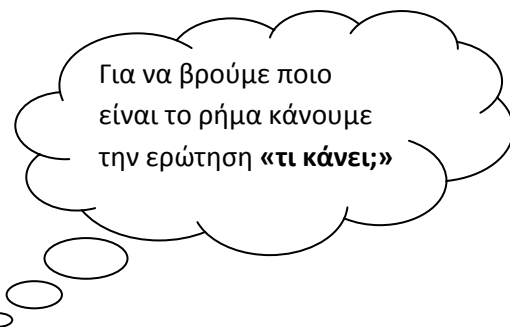 Για να βρούμε ποιο
είναι το ρήμα κάνουμε
την ερώτηση «τι κάνει;»